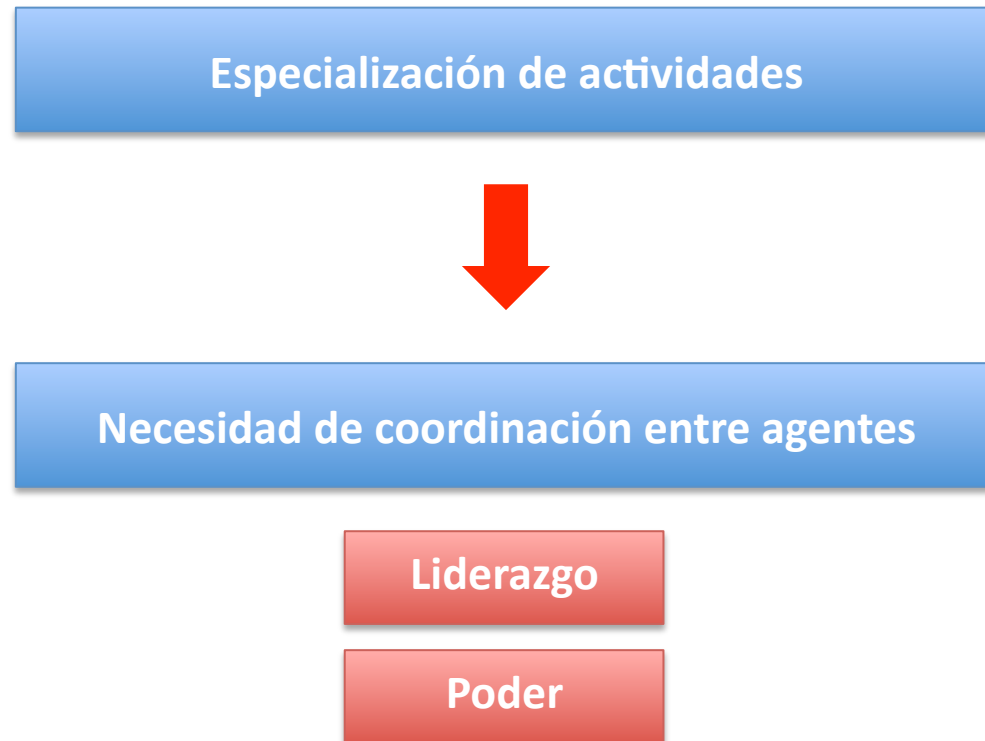 Especialización de actividades
Necesidad de coordinación entre agentes
Liderazgo
Poder